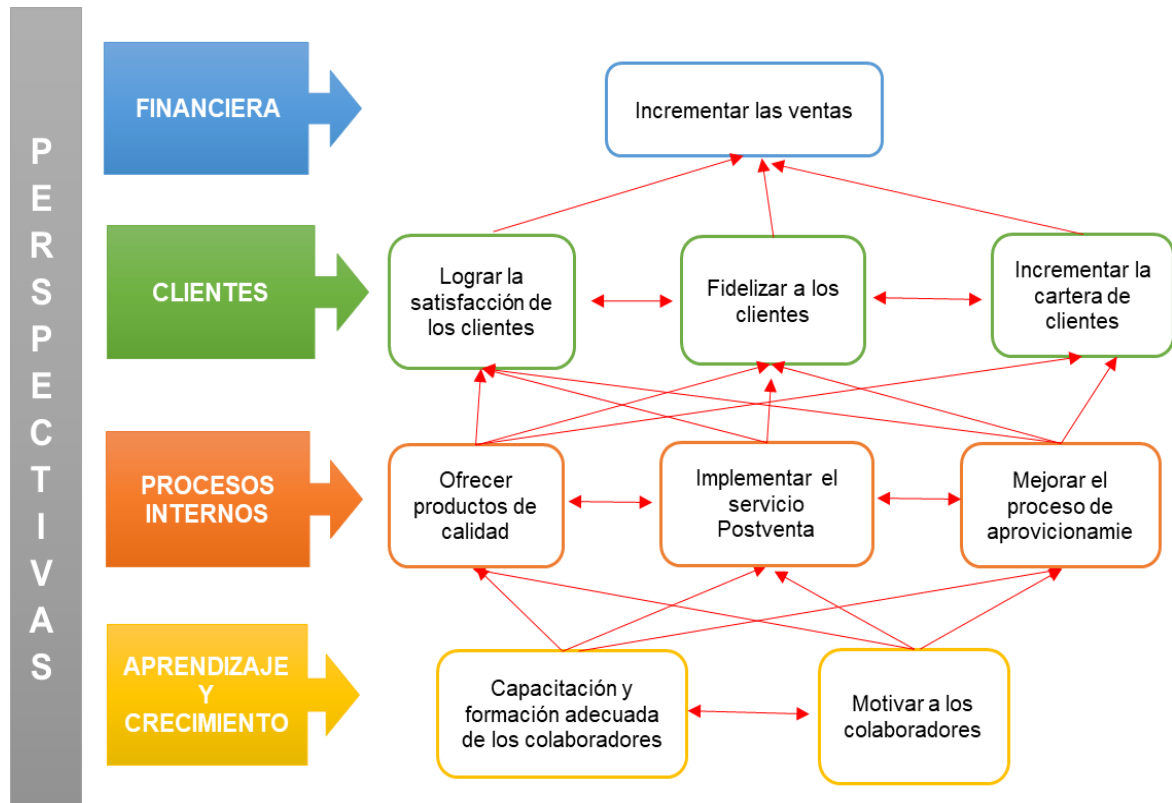 PERSPECTIVAS
FINANCIERA
Incrementar las ventas
CLIENTES
Lograr la
satisfacción de
los clientes
Fidelizar a los
clientes
Incrementar la
cartera de
clientes
PROCESOS
INTERNOS
Ofrecer
productos de
calidad
Implementar el
servicio
Postventa
Mejorar el
proceso de
aprovicionamie
APRENDIZAJE
Y
CRECIMIENTO
Capacitación y
formación adecuada
de los colaboradores
Motivar a los
colaboradores